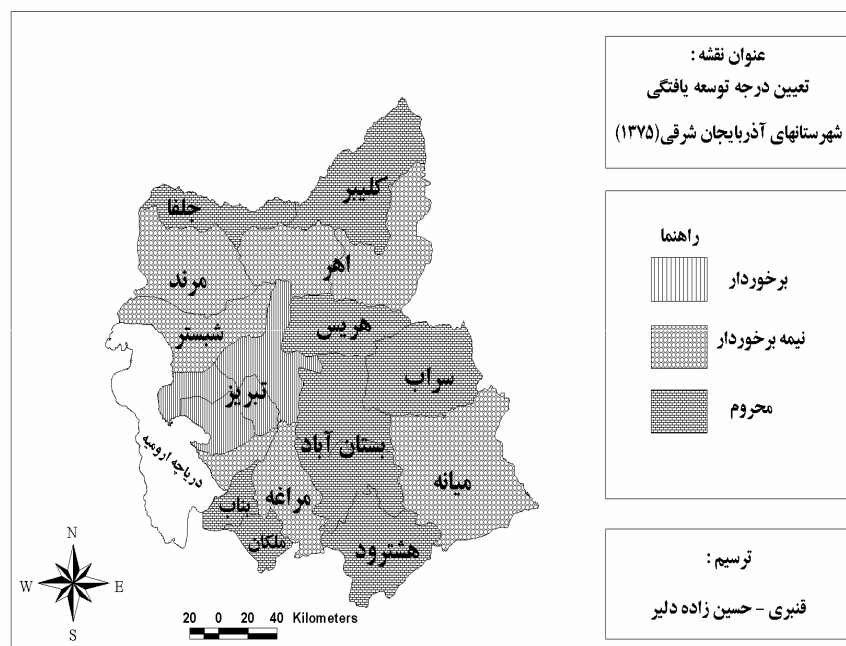 عنوان نقشه :
تعیین درجه توسعه یافتگی
شهرستانهای آذربایجان شرقی(۱۳۷۵)
راهنما
برخوردار
نیمه برخوردار
محروم
ترسیم :
قنبری - حسین زاده دلیر
کلیبر
جلفا
اهر
مرند
هریس
شبستر
سراب
تبریز
بستان آباد
میانه
دریاچه ارومیه
مراغه
بناب
ملکان
هشترود
N
W E
S
20 0 20 40 Kilometers